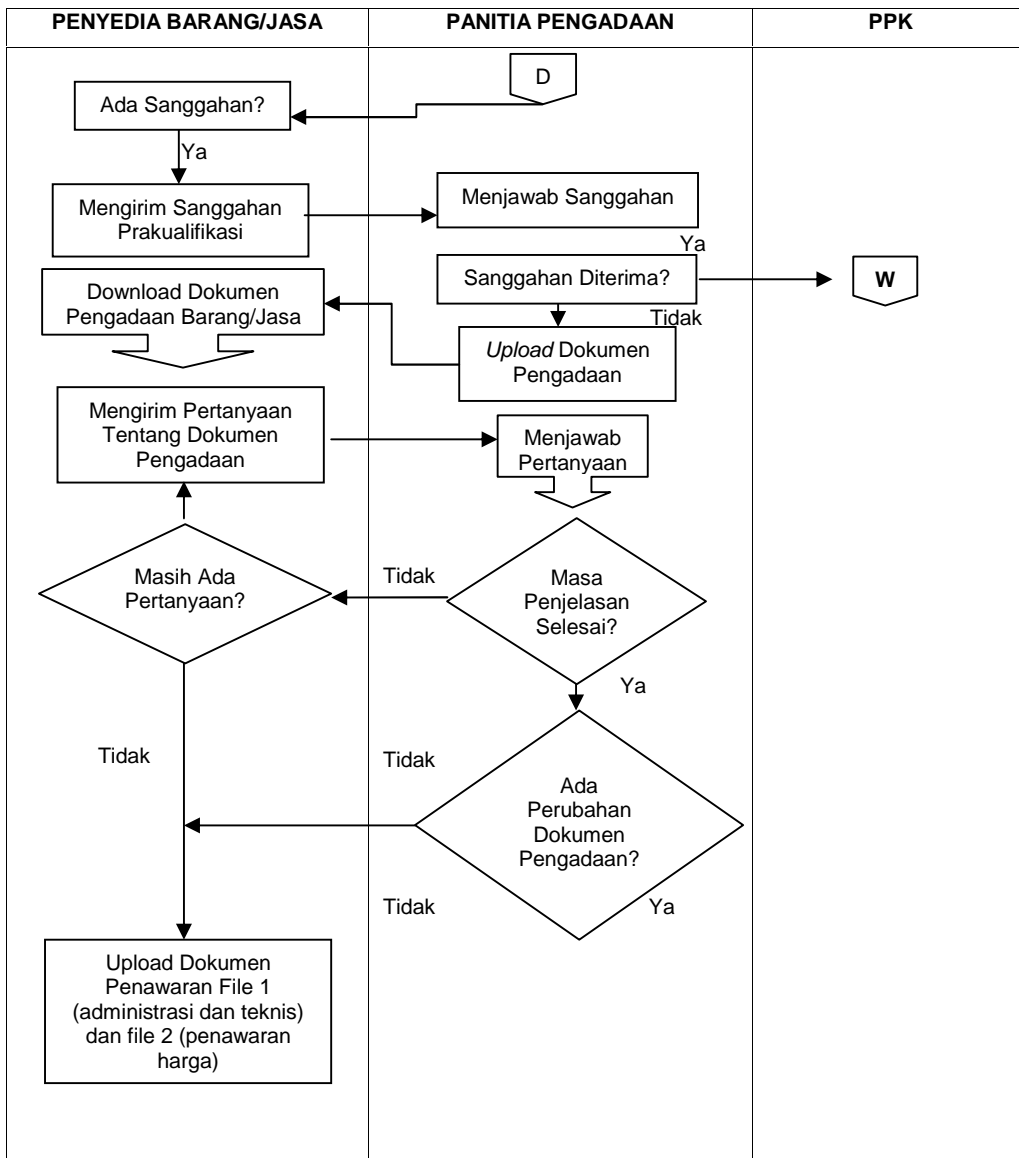 PENYEDIA BARANG/JASA
PANITIA PENGADAAN
PPK
D
Ada Sanggahan?
Ya
Mengirim Sanggahan
Prakualifikasi
Menjawab Sanggahan
Ya
Sanggahan Diterima?
W
Tidak
Download Dokumen
Pengadaan Barang/Jasa
Upload Dokumen
Pengadaan
Mengirim Pertanyaan
Tentang Dokumen
Pengadaan
Menjawab
Pertanyaan
Masih Ada
Pertanyaan?
Tidak
Masa
Penjelasan
Selesai?
Ya
Tidak
Tidak
Ada
Perubahan
Dokumen
Pengadaan?
Tidak
Ya
Upload Dokumen
Penawaran File 1
(administrasi dan teknis)
dan file 2 (penawaran
harga)